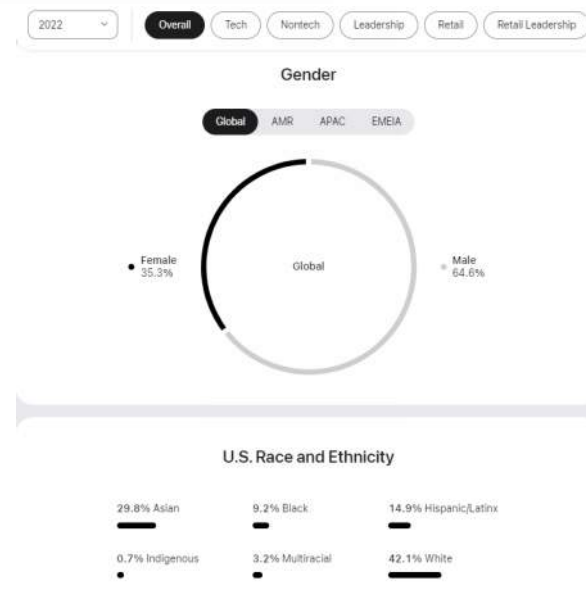 2022 Overall Tech Nontech Leadership Retail Retail Leadership
Gender
Global AMR APAC EMEIA
Female
35.3%
Global
Male
64.6%
U.S. Race and Ethnicity
29.8% Asian 9.2% Black 14.9% Hispanic/Latinx
0.7% Indigenous 3.2% Multiracial 42.1% White